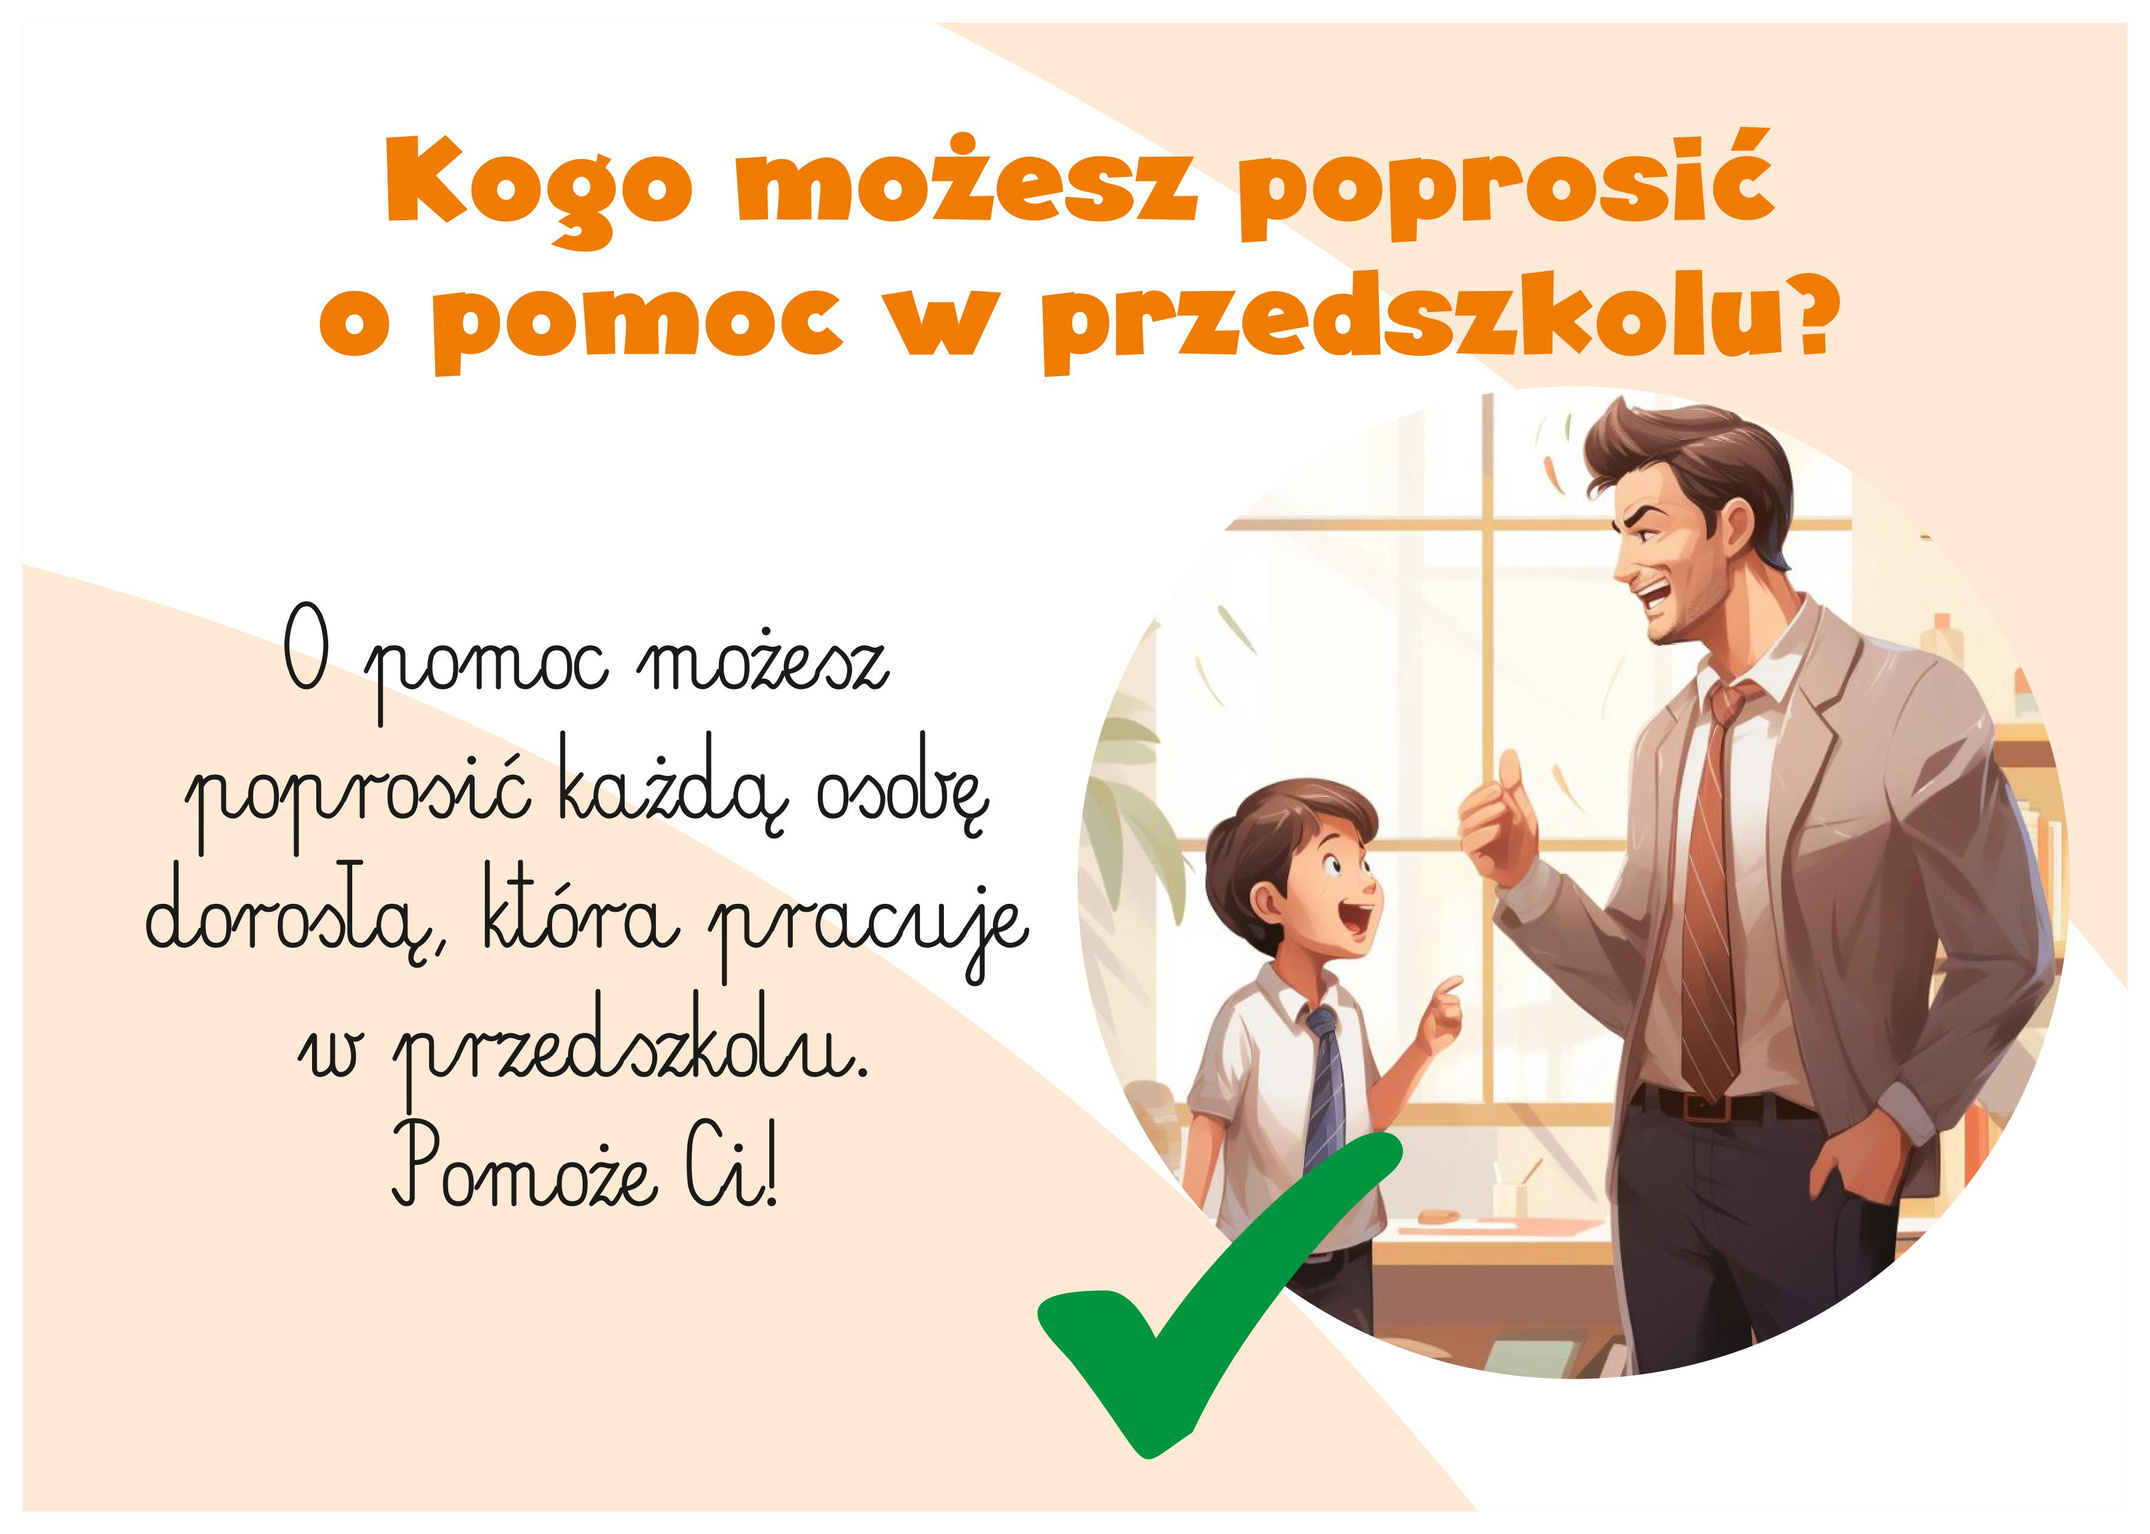 Kogo możesz poprosić
o pomoc w przedszkolu?
O pomoc możesz
poprosić każdą osobę
dorosłą, która pracuje
w przedszkolu.
Pomoże Ci!